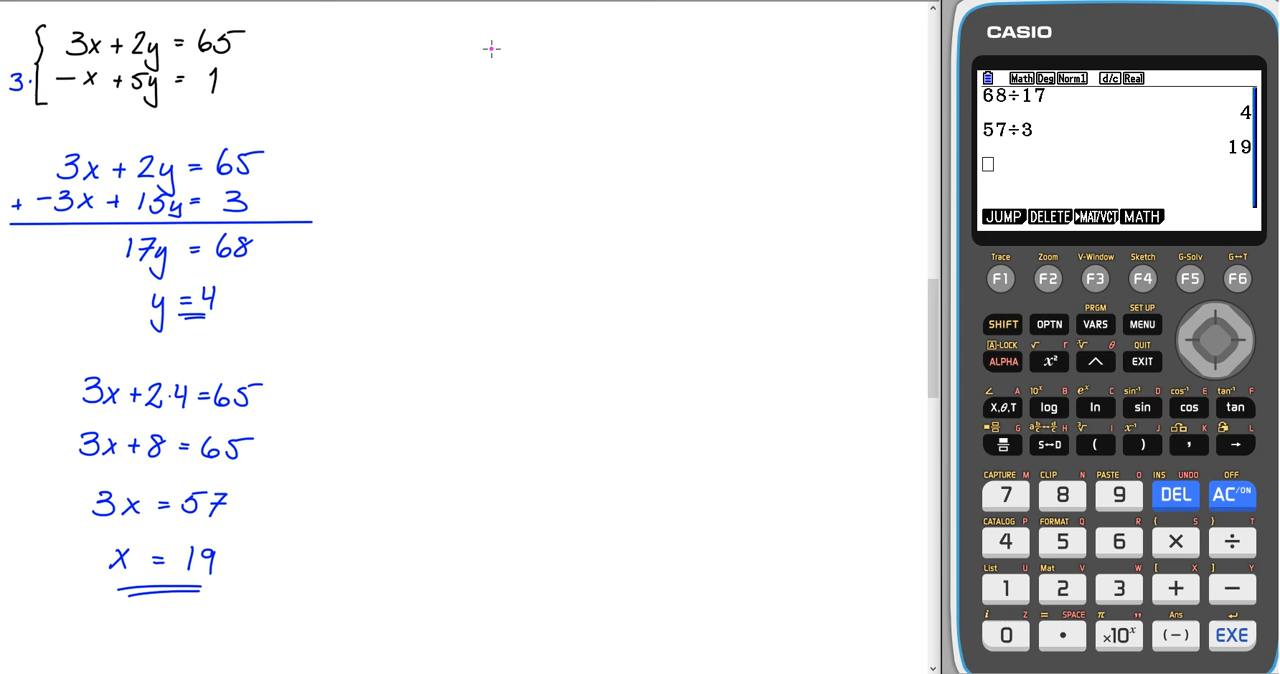 3x + 2y = 65
3· - x + 5y = 1
3x + 2y = 65
+ -3x + 15y = 3
17y = 68
y = 4
3x + 2·4 = 65
3x + 8 = 65
3x = 57
x = 19
CASIO
Math Deg Norm1 d/c Real
68÷17
4
57÷3
19
JUMP DELETE ▶MAT/VCT MATH
Trace Zoom V-Window Sketch G-Solv G↔T
F1 F2 F3 F4 F5 F6
PRGM SET UP
SHIFT OPTN VARS MENU
A-LOCK √ r ∛ θ QUIT
ALPHA x² ^ EXIT
∠ A 10ˣ B eˣ C sin⁻¹ D cos⁻¹ E tan⁻¹ F
X,θ,T log ln sin cos tan
G H I x⁻¹ J K L
S↔D ( ) , →
CAPTURE M CLIP N PASTE O INS UNDO OFF
7 8 9 DEL AC/ON
CATALOG P FORMAT Q R { S } T
4 5 6 × ÷
List U Mat V W [ X ] Y
1 2 3 + −
i Z = SPACE π " Ans ↵
0 • ×10ˣ (−) EXE